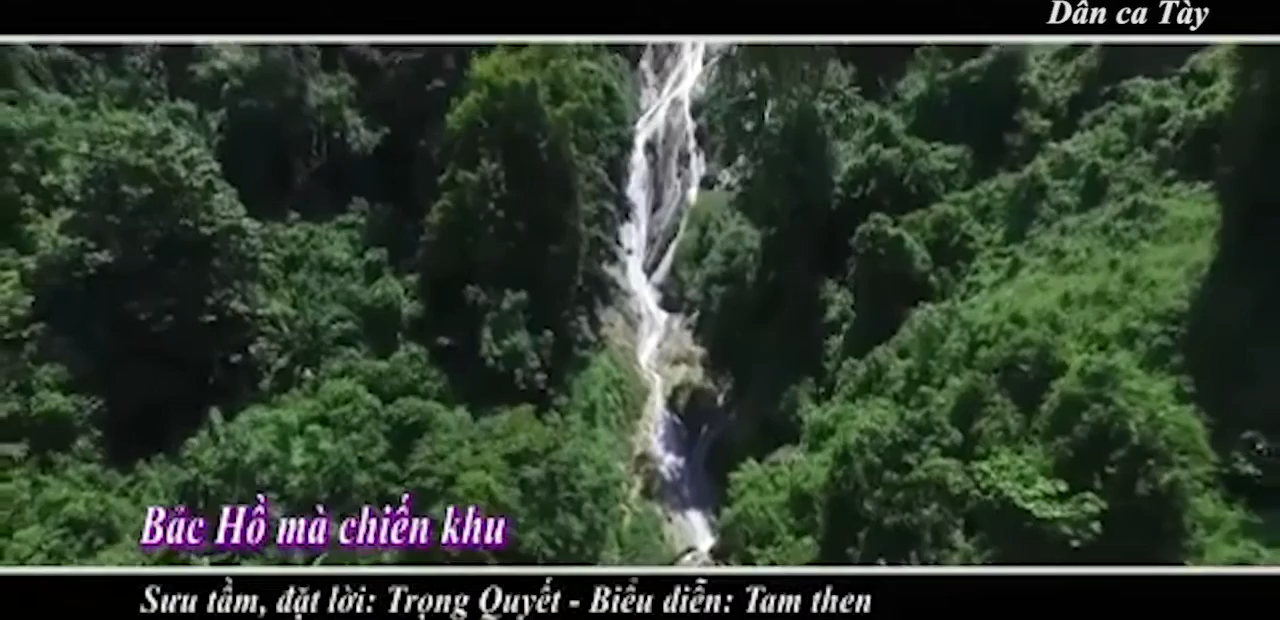 Dân ca Tày
Bác Hồ mà chiến khu
Sưu tầm, đặt lời: Trọng Quyết - Biểu diễn: Tam then